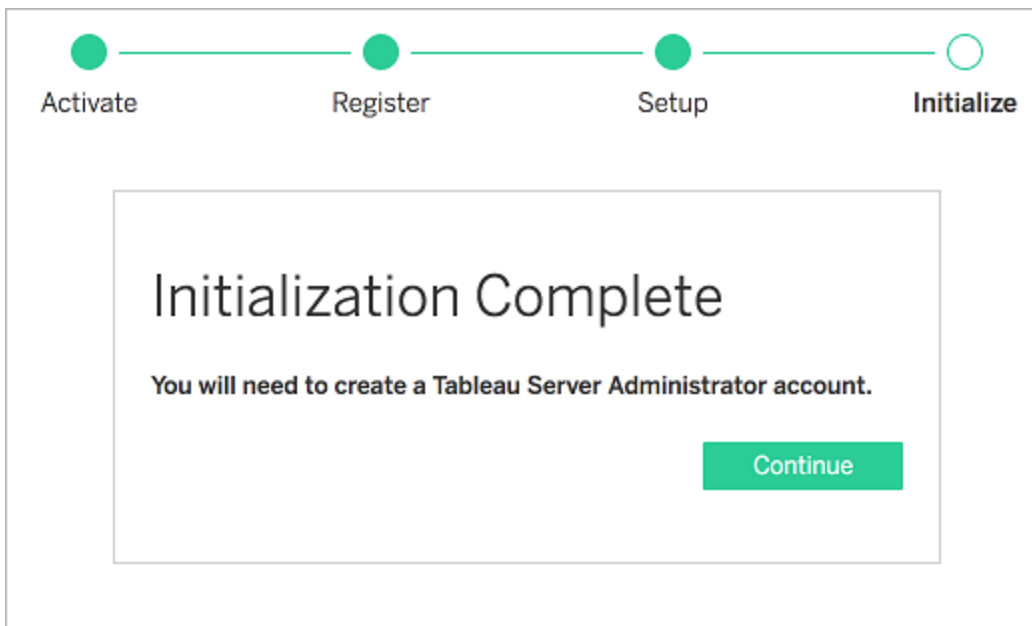 Activate Register Setup Initialize
Initialization Complete
You will need to create a Tableau Server Administrator account.
Continue